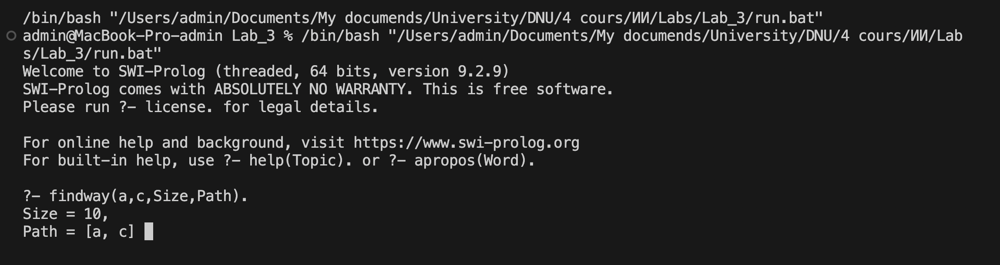 /bin/bash "/Users/admin/Documents/My documends/University/DNU/4 cours/ИИ/Labs/Lab_3/run.bat"
admin@MacBook-Pro-admin Lab_3 % /bin/bash "/Users/admin/Documents/My documends/University/DNU/4 cours/ИИ/Lab
s/Lab_3/run.bat"
Welcome to SWI-Prolog (threaded, 64 bits, version 9.2.9)
SWI-Prolog comes with ABSOLUTELY NO WARRANTY. This is free software.
Please run ?- license. for legal details.
For online help and background, visit https://www.swi-prolog.org
For built-in help, use ?- help(Topic). or ?- apropos(Word).
?- findway(a,c,Size,Path).
Size = 10,
Path = [a, c]